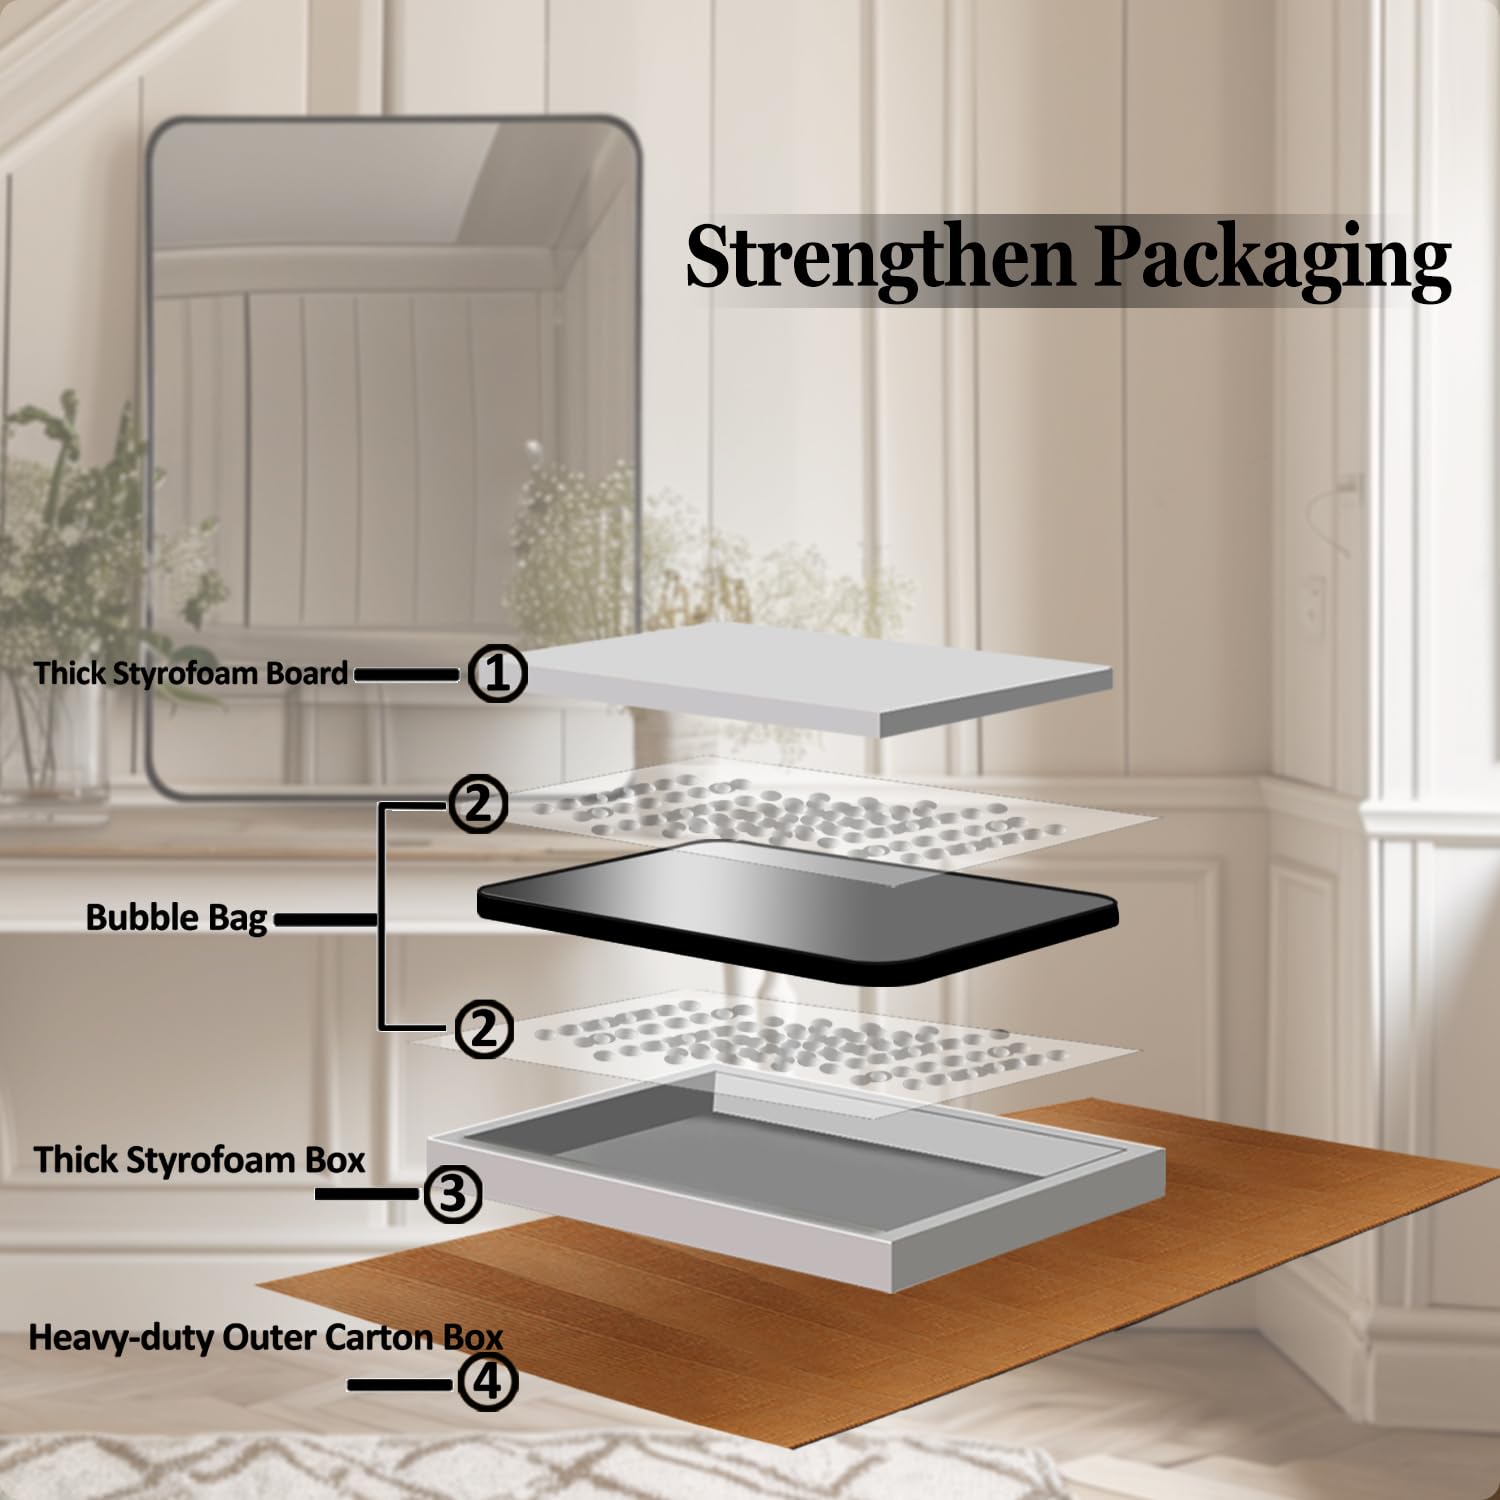 Strengthen Packaging
Thick Styrofoam Board 1
2
Bubble Bag
2
Thick Styrofoam Box
3
Heavy-duty Outer Carton Box
4